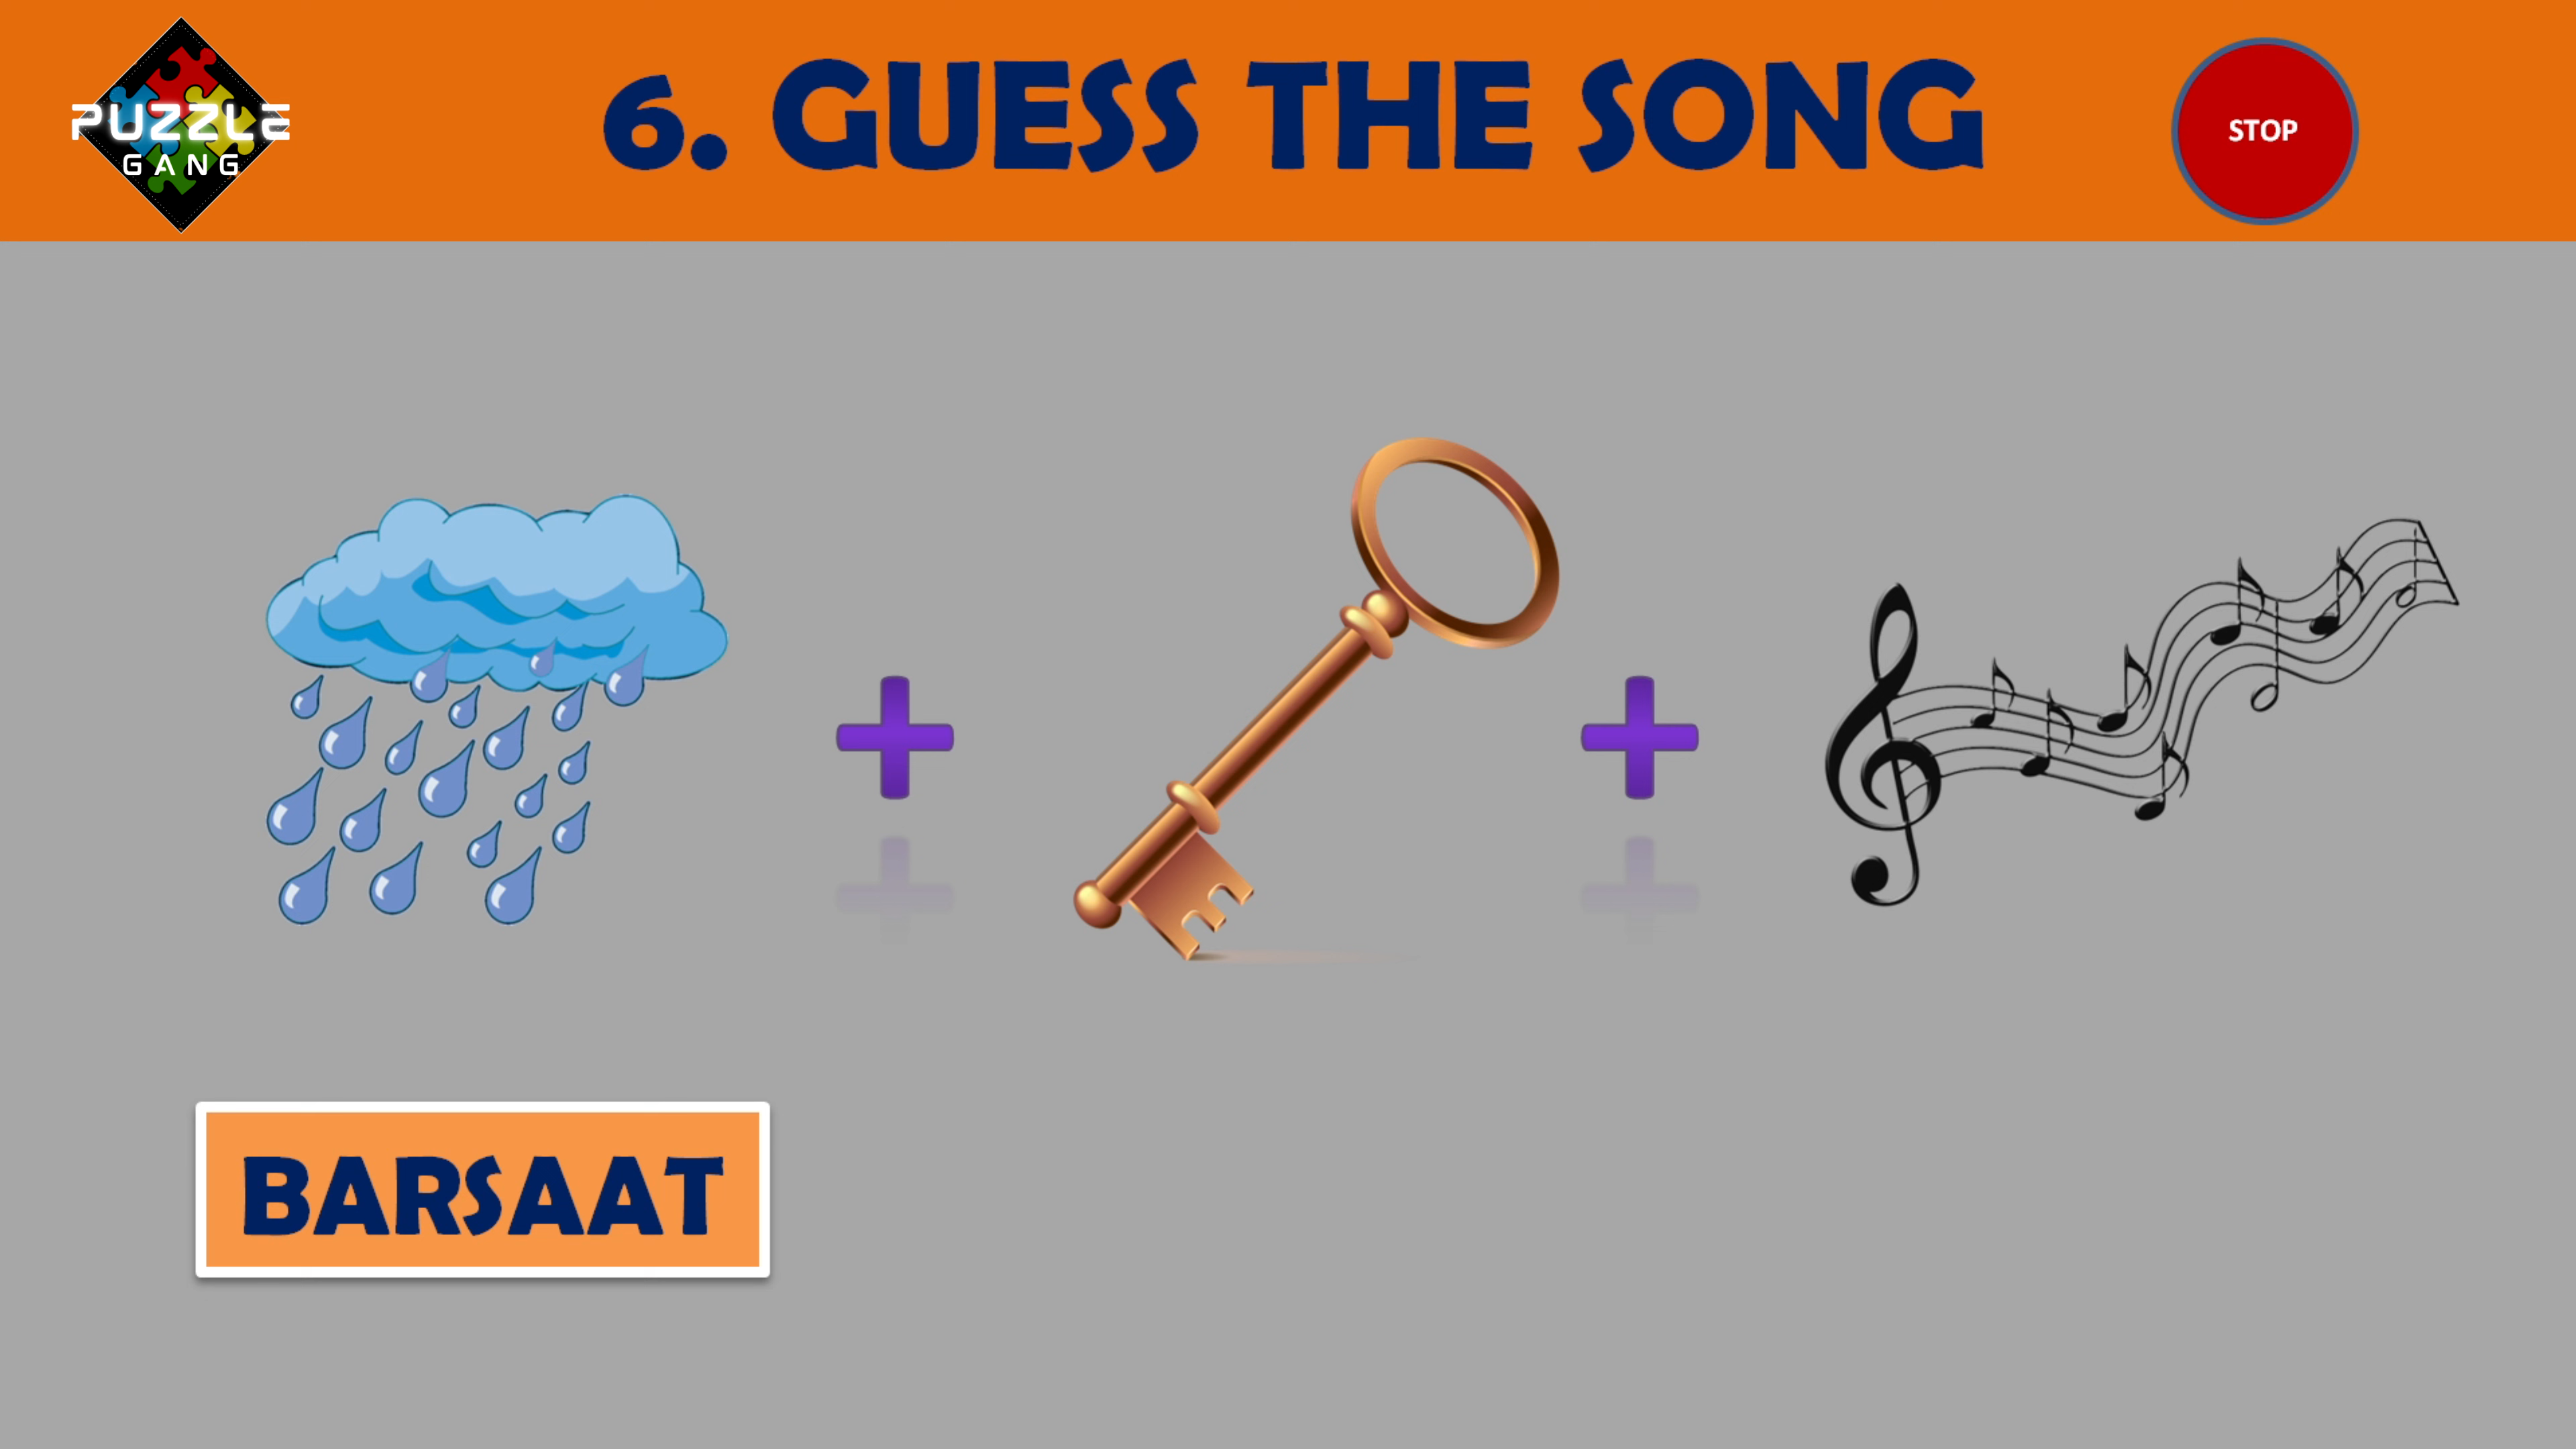 PUZZLE
GANG
6. GUESS THE SONG
STOP
BARSAAT